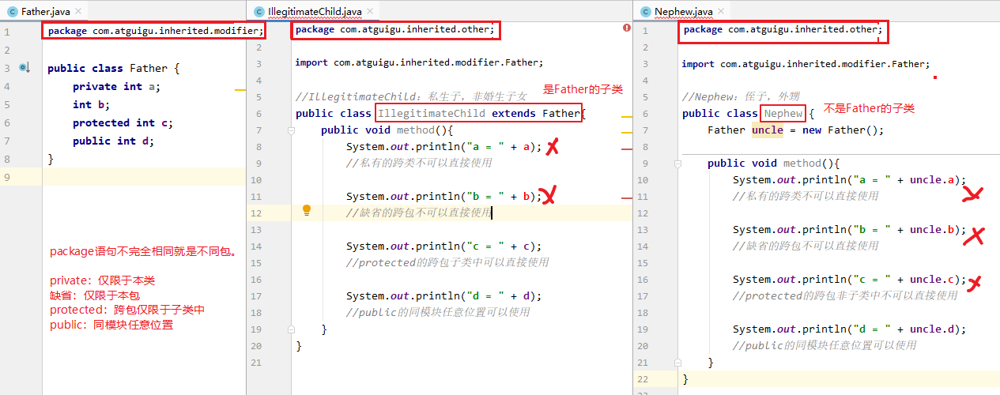 Father.java
package com.atguigu.inherited.modifier;
public class Father {
private int a;
int b;
protected int c;
public int d;
}
package语句不完全相同就是不同包。
private：仅限于本类
缺省：仅限于本包
protected：跨包仅限于子类中
public：同模块任意位置
IllegitimateChild.java
package com.atguigu.inherited.other;
import com.atguigu.inherited.modifier.Father;
//IllegitimateChild：私生子，非婚生子女
是Father的子类
public class IllegitimateChild extends Father{
public void method(){
System.out.println("a = " + a);
//私有的跨类不可以直接使用
System.out.println("b = " + b);
//缺省的跨包不可以直接使用
System.out.println("c = " + c);
//protected的跨包子类中可以直接使用
System.out.println("d = " + d);
//public的同模块任意位置可以使用
}
}
Nephew.java
package com.atguigu.inherited.other;
import com.atguigu.inherited.modifier.Father;
//Nephew：侄子，外甥
public class Nephew {
不是Father的子类
Father uncle = new Father();
public void method(){
System.out.println("a = " + uncle.a);
//私有的跨类不可以直接使用
System.out.println("b = " + uncle.b);
//缺省的跨包不可以直接使用
System.out.println("c = " + uncle.c);
//protected的跨包非子类中不可以直接使用
System.out.println("d = " + uncle.d);
//public的同模块任意位置可以使用
}
}